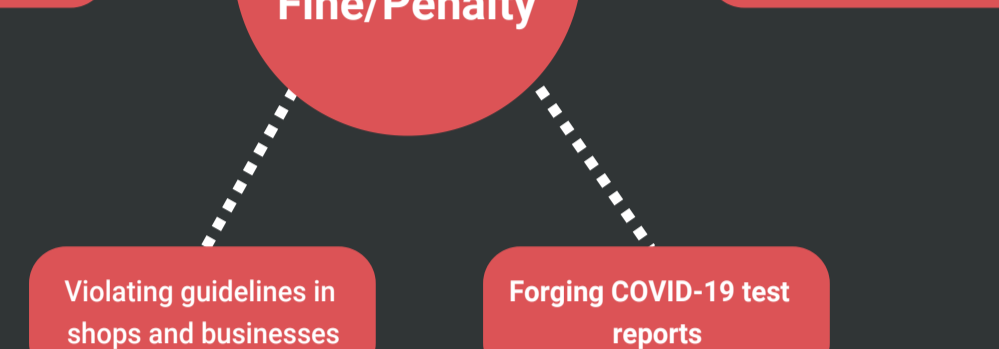 Fine/Penalty
Violating guidelines in
shops and businesses
Forging COVID-19 test
reports